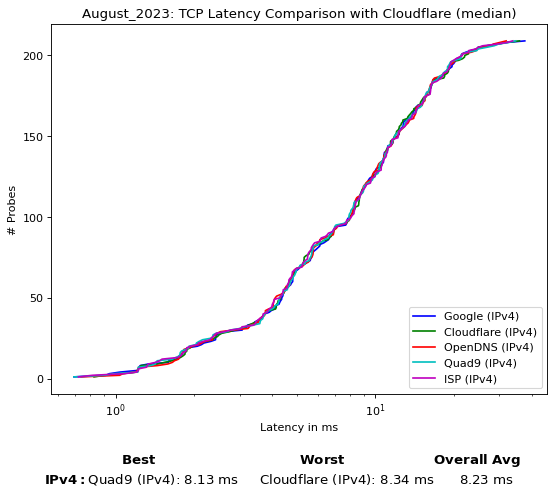 August_2023: TCP Latency Comparison with Cloudflare (median)
200
150
100
50
0
# Probes
Google (IPv4)
Cloudflare (IPv4)
OpenDNS (IPv4)
Quad9 (IPv4)
ISP (IPv4)
10⁰ 10¹
Latency in ms
Best Worst Overall Avg
IPv4: Quad9 (IPv4): 8.13 ms Cloudflare (IPv4): 8.34 ms 8.23 ms